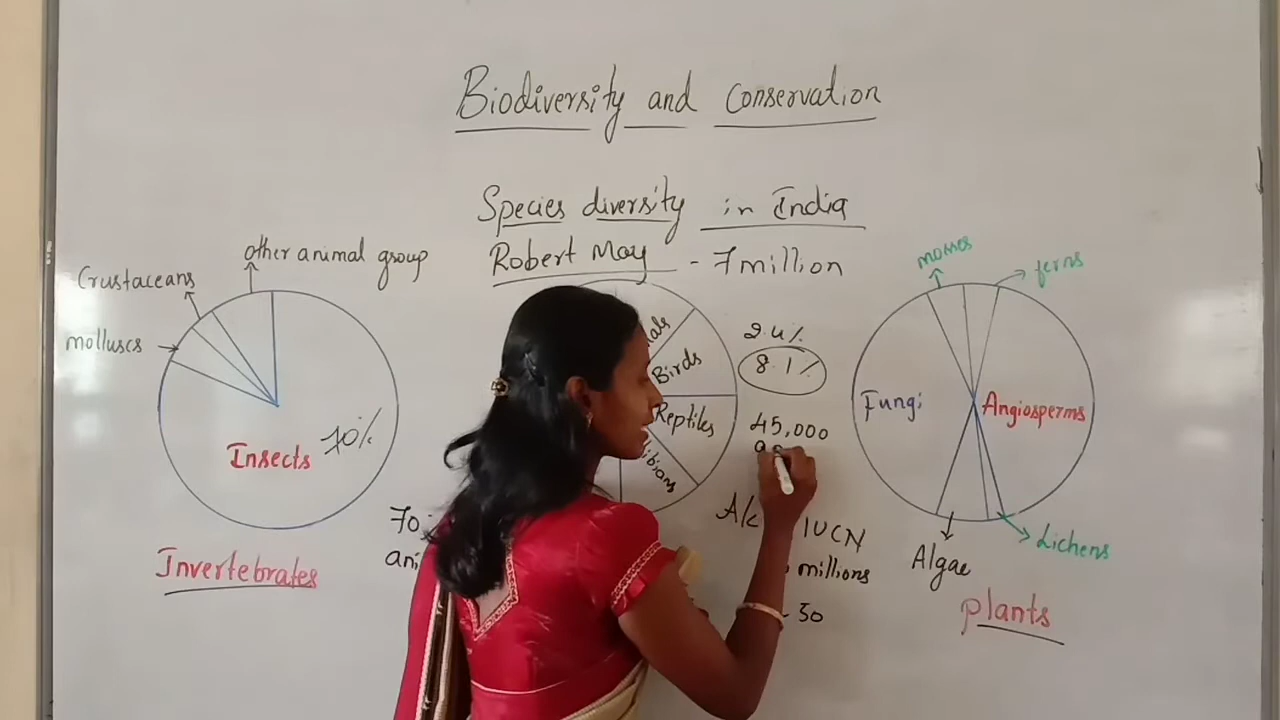 Biodiversity and Conservation
Species diversity in India
Robert May - 7 million
other animal group
Crustaceans
molluscs
Insects 70%
Invertebrates
70
Birds
Reptiles
2.4%
8.1%
45,000
IUCN
millions
- 50
mosses
ferns
Fungi
Angiosperms
Algae
Lichens
plants